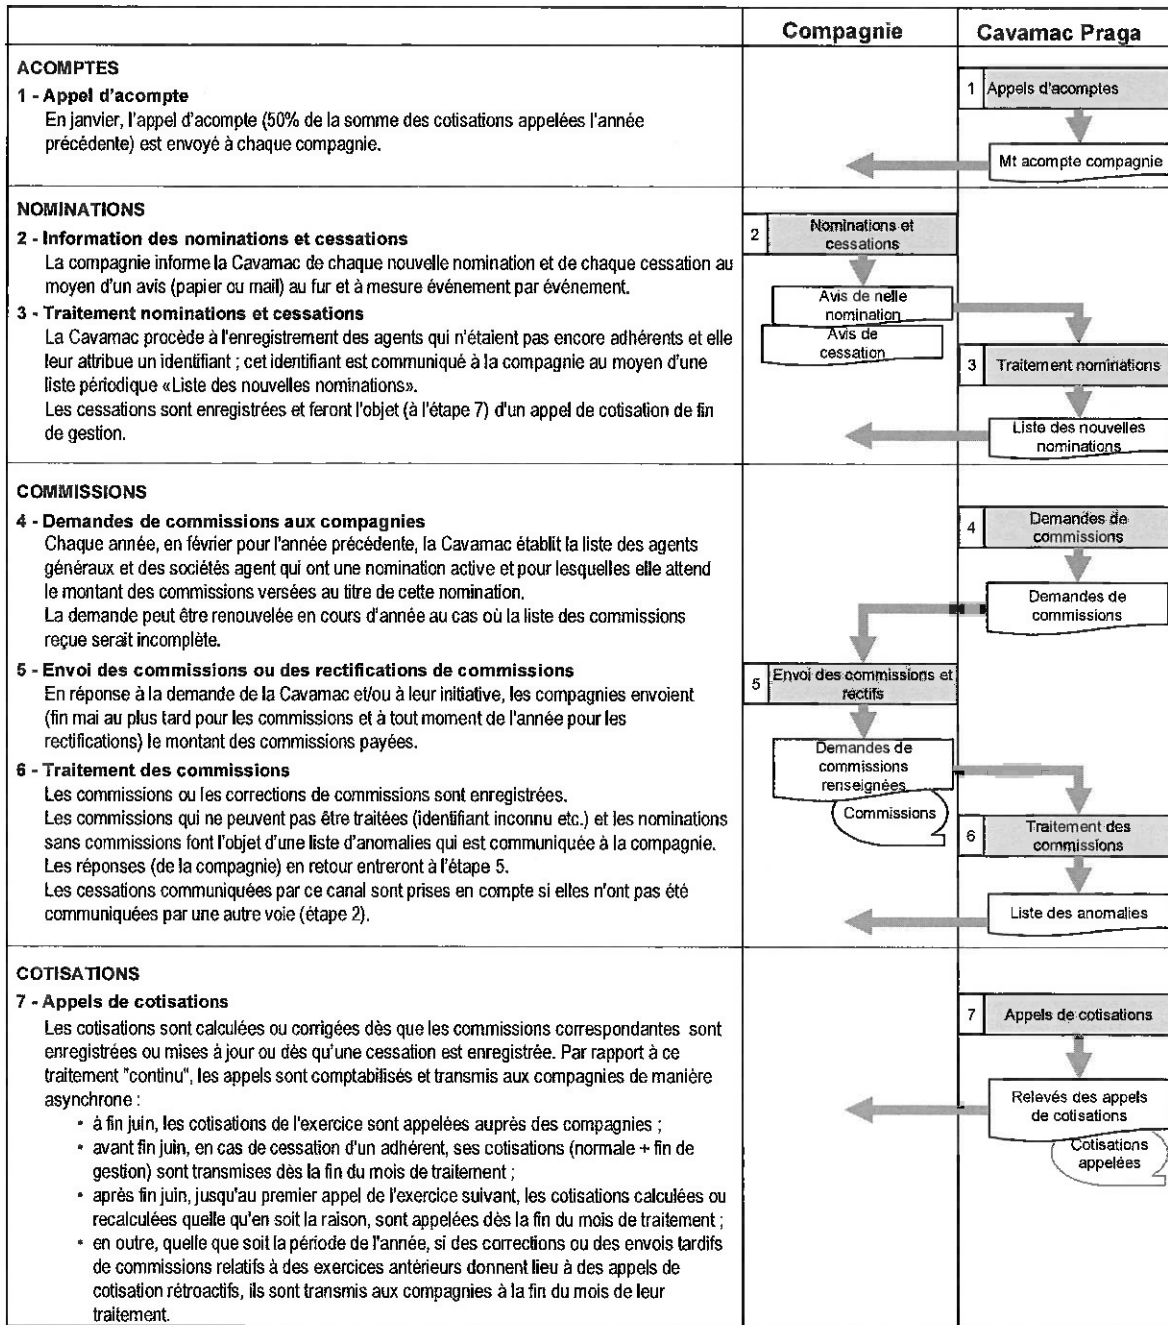 Compagnie
Cavamac Praga
ACOMPTES
1 - Appel d'acompte
En janvier, l'appel d'acompte (50% de la somme des cotisations appelées l'année
précédente) est envoyé à chaque compagnie.
1
Appels d'acomptes
Mt acompte compagnie
NOMINATIONS
2 - Information des nominations et cessations
La compagnie informe la Cavamac de chaque nouvelle nomination et de chaque cessation au
moyen d'un avis (papier ou mail) au fur et à mesure événement par événement.
3 - Traitement nominations et cessations
La Cavamac procède à l'enregistrement des agents qui n'étaient pas encore adhérents et elle
leur attribue un identifiant ; cet identifiant est communiqué à la compagnie au moyen d'une
liste périodique «Liste des nouvelles nominations».
Les cessations sont enregistrées et feront l'objet (à l'étape 7) d'un appel de cotisation de fin
de gestion.
2
Nominations et
cessations
Avis de nelle
nomination
Avis de
cessation
3
Traitement nominations
Liste des nouvelles
nominations
COMMISSIONS
4 - Demandes de commissions aux compagnies
Chaque année, en février pour l'année précédente, la Cavamac établit la liste des agents
généraux et des sociétés agent qui ont une nomination active et pour lesquelles elle attend
le montant des commissions versées au titre de cette nomination.
La demande peut être renouvelée en cours d'année au cas où la liste des commissions
reçue serait incomplète.
5 - Envoi des commissions ou des rectifications de commissions
En réponse à la demande de la Cavamac et/ou à leur initiative, les compagnies envoient
(fin mai au plus tard pour les commissions et à tout moment de l'année pour les
rectifications) le montant des commissions payées.
6 - Traitement des commissions
Les commissions ou les corrections de commissions sont enregistrées.
Les commissions qui ne peuvent pas être traitées (identifiant inconnu etc.) et les nominations
sans commissions font l'objet d'une liste d'anomalies qui est communiquée à la compagnie.
Les réponses (de la compagnie) en retour entreront à l'étape 5.
Les cessations communiquées par ce canal sont prises en compte si elles n'ont pas été
communiquées par une autre voie (étape 2).
4
Demandes de
commissions
Demandes de
commissions
5
Envoi des commissions et
rectifs
Demandes de
commissions
renseignées
Commissions
6
Traitement des
commissions
Liste des anomalies
COTISATIONS
7 - Appels de cotisations
Les cotisations sont calculées ou corrigées dès que les commissions correspondantes sont
enregistrées ou mises à jour ou dès qu'une cessation est enregistrée. Par rapport à ce
traitement "continu", les appels sont comptabilisés et transmis aux compagnies de manière
asynchrone :
• à fin juin, les cotisations de l'exercice sont appelées auprès des compagnies ;
• avant fin juin, en cas de cessation d'un adhérent, ses cotisations (normale + fin de
gestion) sont transmises dès la fin du mois de traitement ;
• après fin juin, jusqu'au premier appel de l'exercice suivant, les cotisations calculées ou
recalculées quelle qu'en soit la raison, sont appelées dès la fin du mois de traitement ;
• en outre, quelle que soit la période de l'année, si des corrections ou des envois tardifs
de commissions relatifs à des exercices antérieurs donnent lieu à des appels de
cotisation rétroactifs, ils sont transmis aux compagnies à la fin du mois de leur
traitement.
7
Appels de cotisations
Relevés des appels
de cotisations
Cotisations
appelées